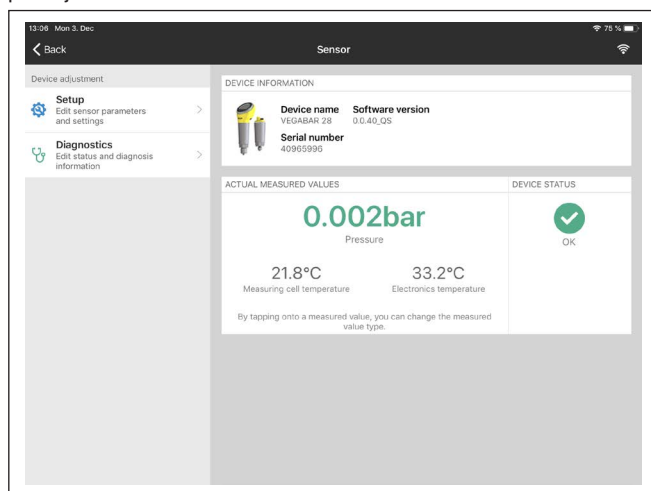 13:06 Mon 3. Dec
75 %
Back
Sensor
Device adjustment
Setup
Edit sensor parameters
and settings
Diagnostics
Edit status and diagnosis
information
DEVICE INFORMATION
Device name Software version
VEGABAR 28 0.0.40_QS
Serial number
40965996
ACTUAL MEASURED VALUES
0.002bar
Pressure
21.8°C 33.2°C
Measuring cell temperature Electronics temperature
By tapping onto a measured value, you can change the measured
value type.
DEVICE STATUS
OK